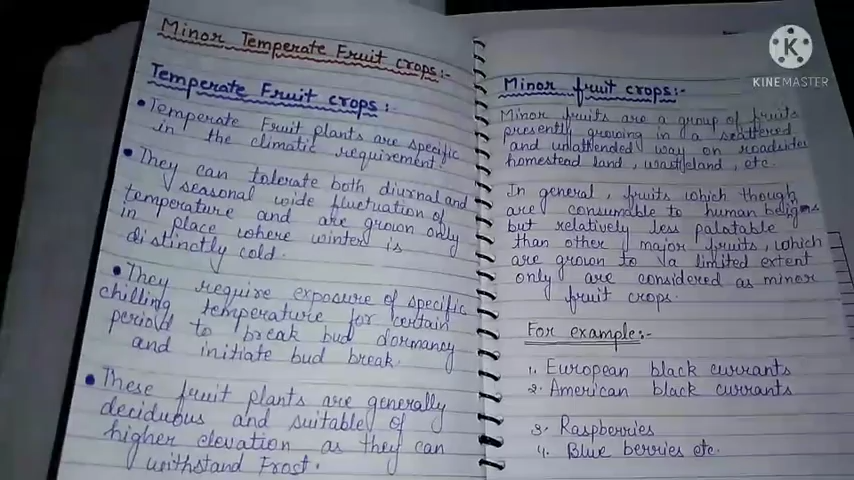 Minor Temperate Fruit crops:-
Temperate Fruit crops:-
• Temperate Fruit plants are specific
in the climatic requirement.
• They can tolerate both diurnal and
seasonal wide fluctuation of
temperature and are grown only
in place where winter is
distinctly cold.
• They require exposure of specific
chilling temperature for certain
period to break bud dormancy
and initiate bud break.
• These fruit plants are generally
deciduous and suitable of
higher elevation as they can
withstand Frost.
Minor fruit crops:-
Minor fruits are a group of fruits
presently growing in a scattered
and unattended way on roadsides
homestead land, wasteland, etc.
In general, fruits which though
are consumable to human beings
but relatively less palatable
than other major fruits, which
are grown to a limited extent
only are considered as minor
fruit crops.
For example:-
1. European black currants
2. American black currants
3. Raspberries
4. Blue berries etc.
K
KINEMASTER